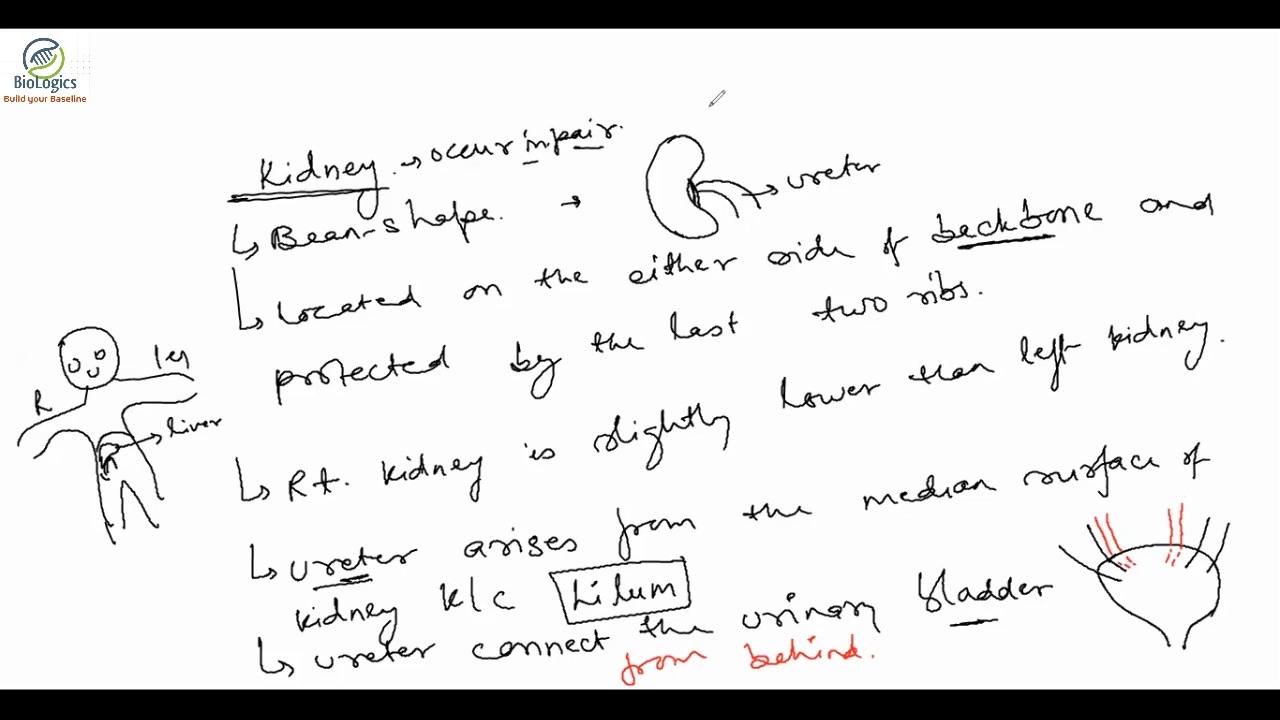 BioLogics
Build your Baseline
Kidney → occur in pair.
↳ Bean-shape. →
→ ureter
↳ Located on the either side of backbone and
protected by the last two ribs.
R
left
→ liver
↳ Rt. kidney is slightly lower than left kidney.
↳ ureter arises from the median surface of
kidney k/c Hilum
↳ ureter connect the urinary bladder
from behind.